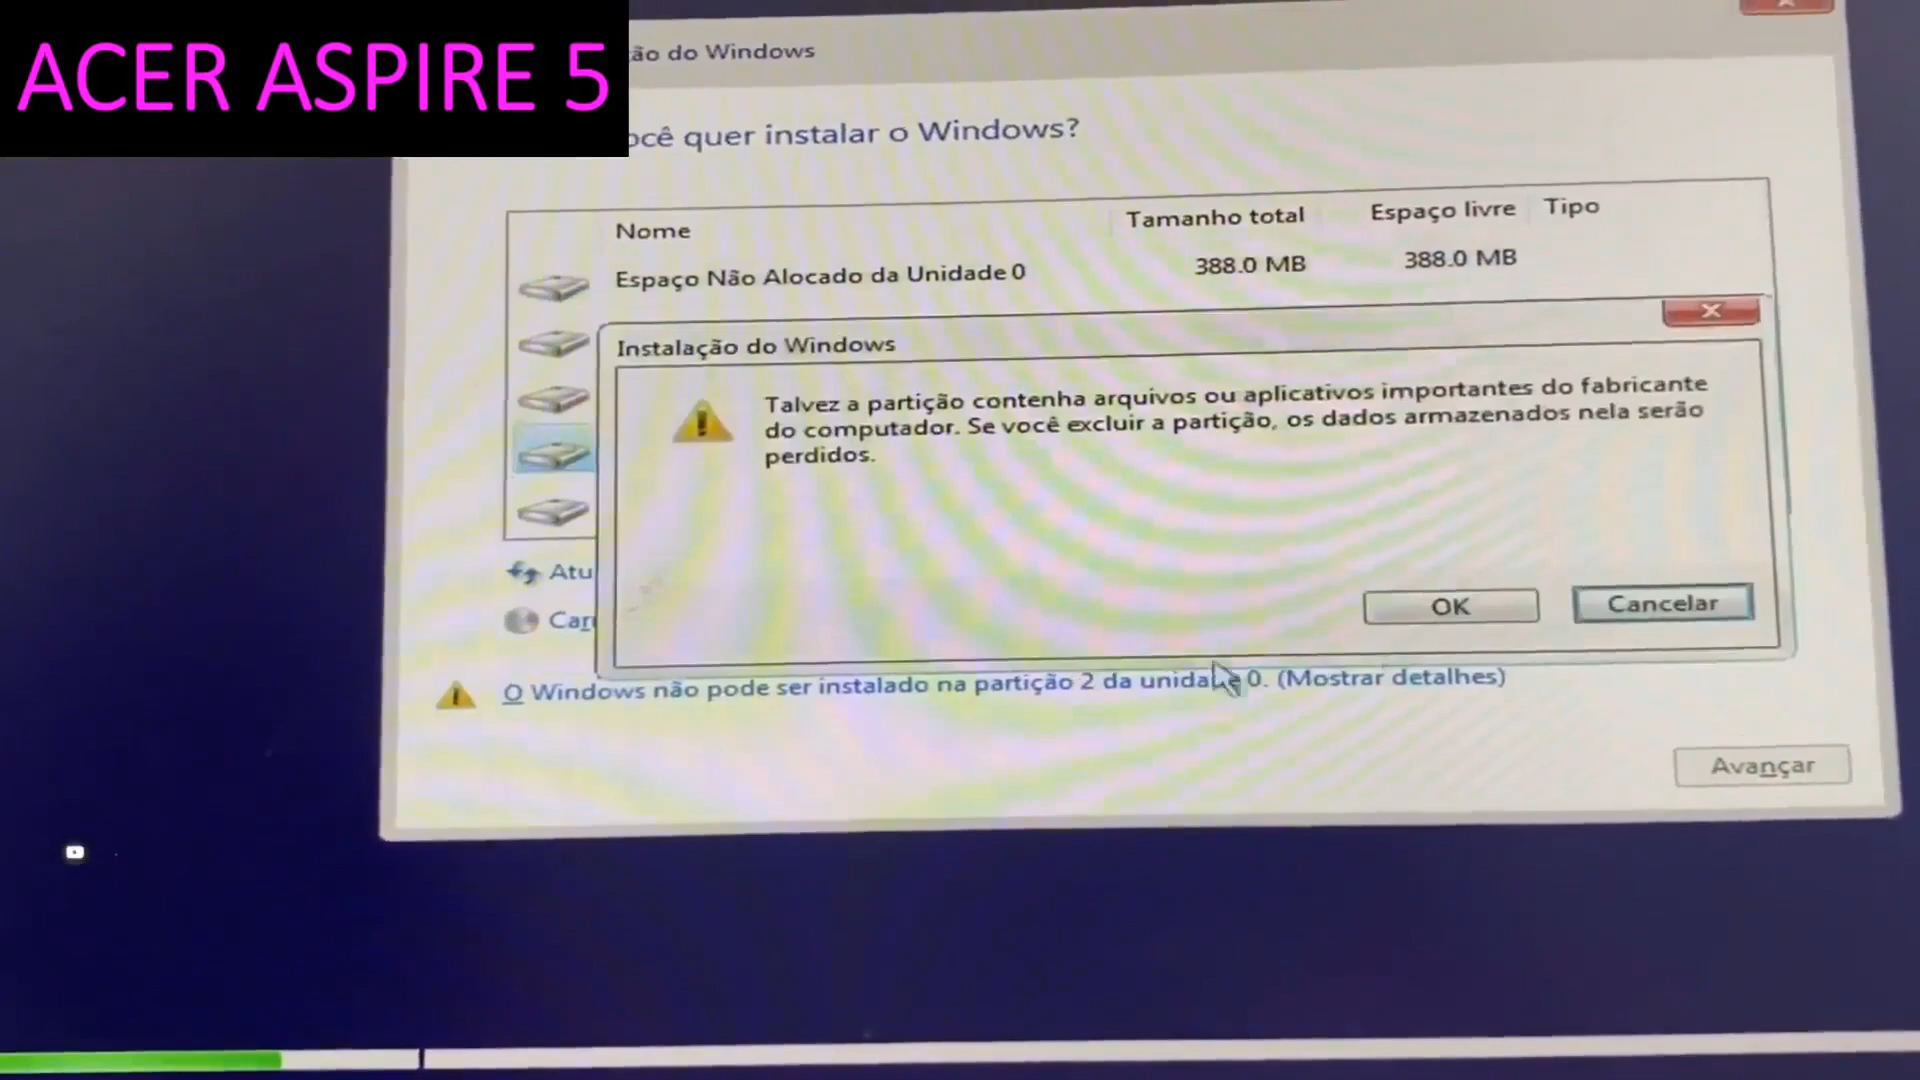 ACER ASPIRE 5
ão do Windows
ocê quer instalar o Windows?
Nome Tamanho total Espaço livre Tipo
Espaço Não Alocado da Unidade 0 388.0 MB 388.0 MB
Instalação do Windows
Talvez a partição contenha arquivos ou aplicativos importantes do fabricante
do computador. Se você excluir a partição, os dados armazenados nela serão
perdidos.
Atu
OK Cancelar
Car
O Windows não pode ser instalado na partição 2 da unidade 0. (Mostrar detalhes)
Avançar